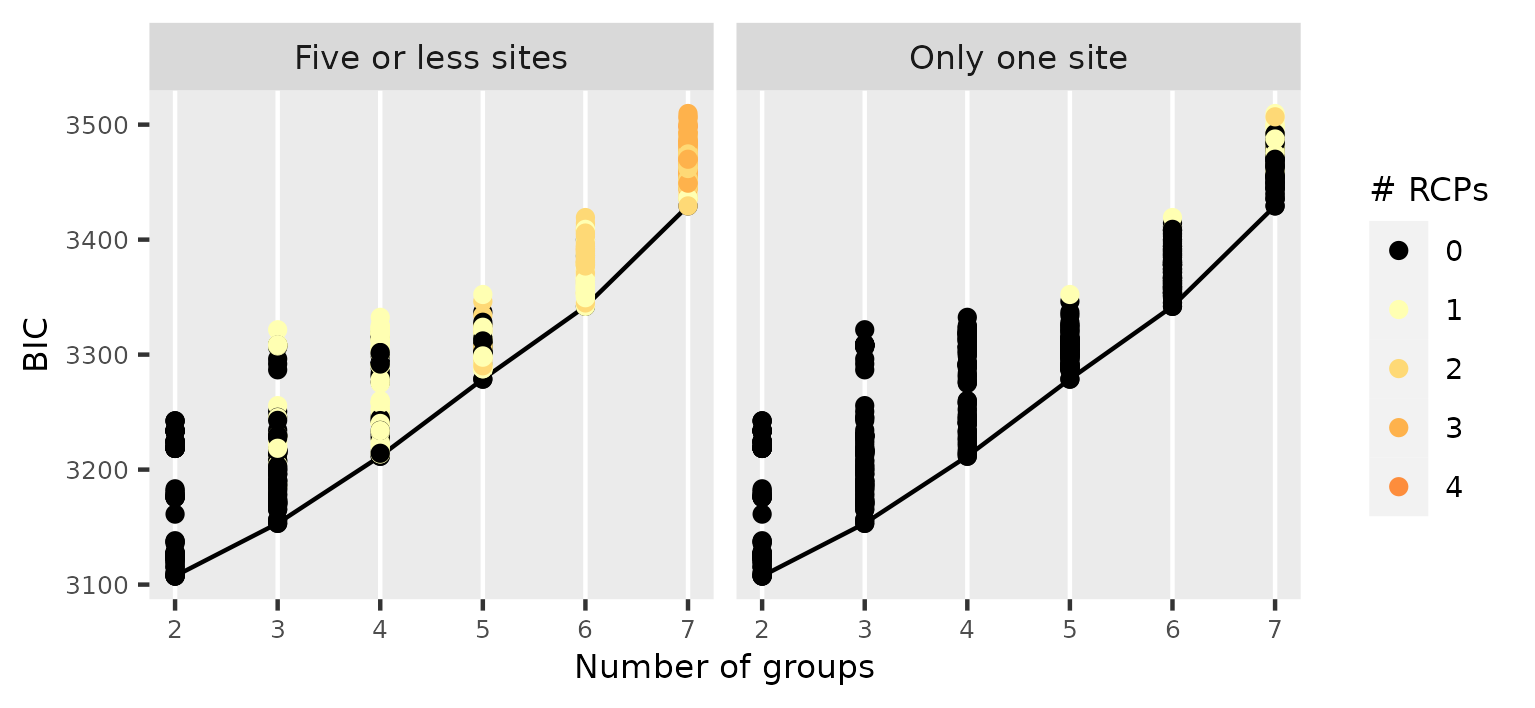 Five or less sites
Only one site
BIC
3500
3400
3300
3200
3100
2 3 4 5 6 7
2 3 4 5 6 7
Number of groups
# RCPs
0
1
2
3
4